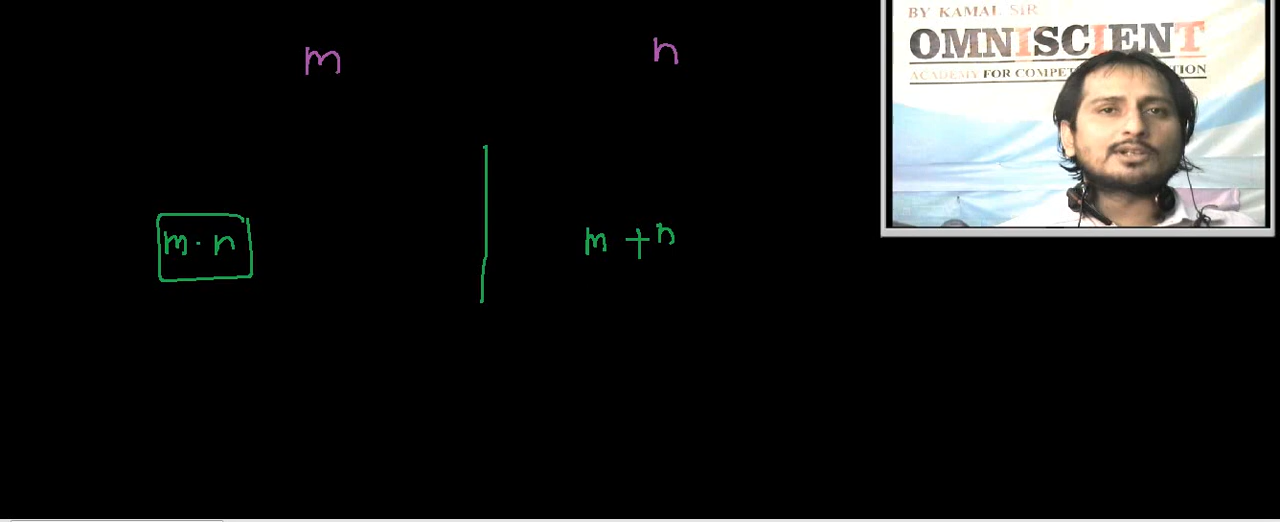 m n
m · n m + n
BY KAMAL SIR
OMNISCIENT
ACADEMY FOR COMPET TION